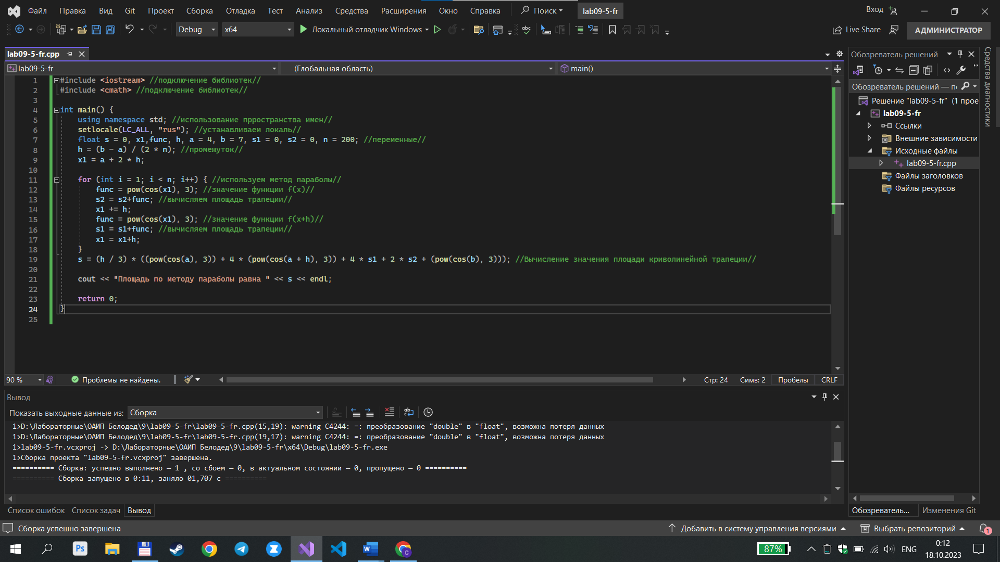 Файл Правка Вид Git Проект Сборка Отладка Тест Анализ Средства Расширения Окно Справка Поиск lab09-5-fr Вход
Debug x64 Локальный отладчик Windows Live Share АДМИНИСТРАТОР
lab09-5-fr.cpp
lab09-5-fr (Глобальная область) main()
1 #include <iostream> //подключение библиотек//
2 #include <cmath> //подключение библиотек//
3
4 int main() {
5 using namespace std; //использование прространства имен//
6 setlocale(LC_ALL, "rus"); //устанавливаем локаль//
7 float s = 0, x1,func, h, a = 4, b = 7, s1 = 0, s2 = 0, n = 200; //переменные//
8 h = (b - a) / (2 * n); //промежуток//
9 x1 = a + 2 * h;
10
11 for (int i = 1; i < n; i++) { //используем метод параболы//
12 func = pow(cos(x1), 3); //значение функции f(x)//
13 s2 = s2+func; //вычисляем площадь трапеции//
14 x1 += h;
15 func = pow(cos(x1), 3); //значение функции f(x+h)//
16 s1 = s1+func; //вычисляем площадь трапеции//
17 x1 = x1+h;
18 }
19 s = (h / 3) * ((pow(cos(a), 3)) + 4 * (pow(cos(a + h), 3)) + 4 * s1 + 2 * s2 + (pow(cos(b), 3))); //Вычисление значения площади криволинейной трапеции//
20
21 cout << "Площадь по методу параболы равна " << s << endl;
22
23 return 0;
24 }
25
90 % Проблемы не найдены. Стр: 24 Симв: 2 Пробелы CRLF
Вывод
Показать выходные данные из: Сборка
1>D:\Лабораторные\ОАИП Белодед\9\lab09-5-fr\lab09-5-fr.cpp(15,19): warning C4244: =: преобразование "double" в "float", возможна потеря данных
1>D:\Лабораторные\ОАИП Белодед\9\lab09-5-fr\lab09-5-fr.cpp(19,17): warning C4244: =: преобразование "double" в "float", возможна потеря данных
1>lab09-5-fr.vcxproj -> D:\Лабораторные\ОАИП Белодед\9\lab09-5-fr\x64\Debug\lab09-5-fr.exe
1>Сборка проекта "lab09-5-fr.vcxproj" завершена.
========== Сборка: успешно выполнено — 1 , со сбоем — 0, в актуальном состоянии — 0, пропущено — 0 ==========
========== Сборка запущено в 0:11, заняло 01,707 с ==========
Список ошибок Список задач Вывод
Обозреватель решений
Обозреватель решений — п
Решение "lab09-5-fr" (1 прое
lab09-5-fr
Ссылки
Внешние зависимости
Исходные файлы
lab09-5-fr.cpp
Файлы заголовков
Файлы ресурсов
Обозреватель... Изменения Git
Средства диагностики
Сборка успешно завершена Добавить в систему управления версиями Выбрать репозиторий 1
Ps W C 87% ENG 0:12
18.10.2023